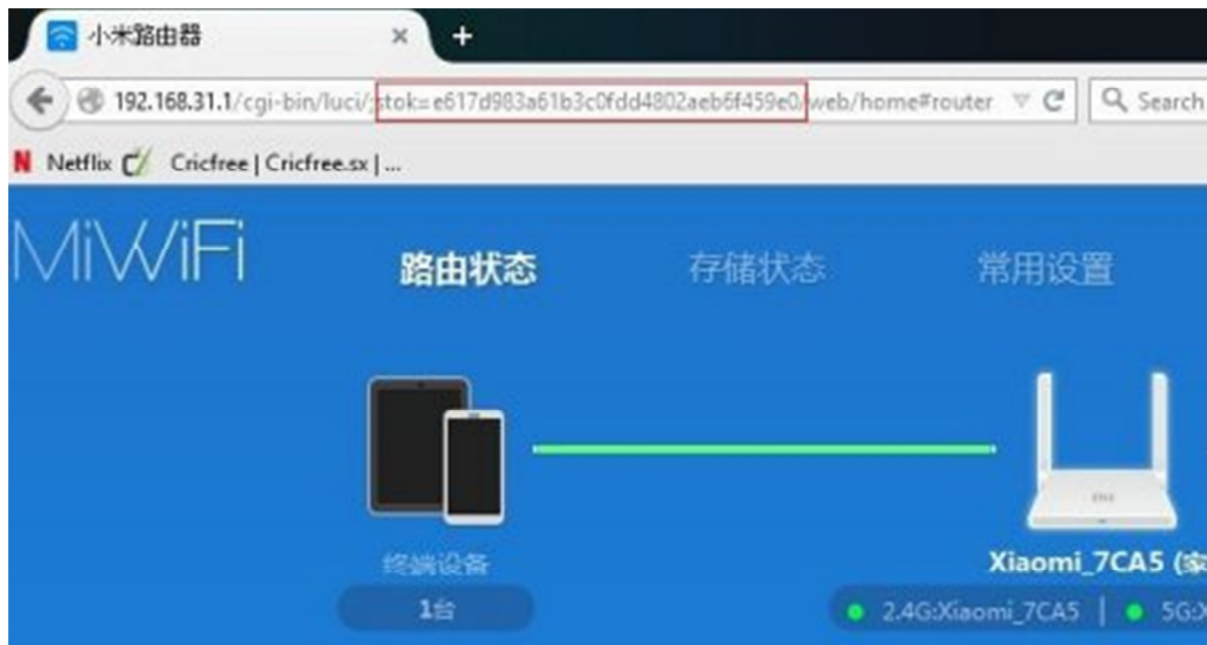 小米路由器
192.168.31.1/cgi-bin/luci/;stok=e617d983a61b3c0fdd4802aeb6f459e0/web/home#router
Search
Netflix Cricfree | Cricfree.sx | ...
MiWiFi 路由状态 存储状态 常用设置
终端设备
1台
Xiaomi_7CA5 (家
2.4G:Xiaomi_7CA5 | 5G:X